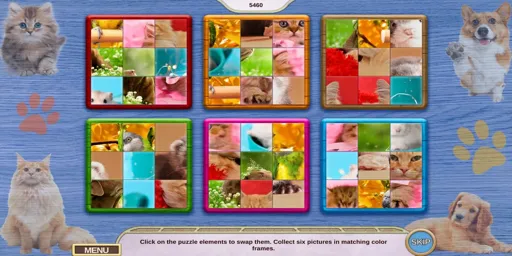 5460
Click on the puzzle elements to swap them. Collect six pictures in matching color
frames.
MENU
SKIP